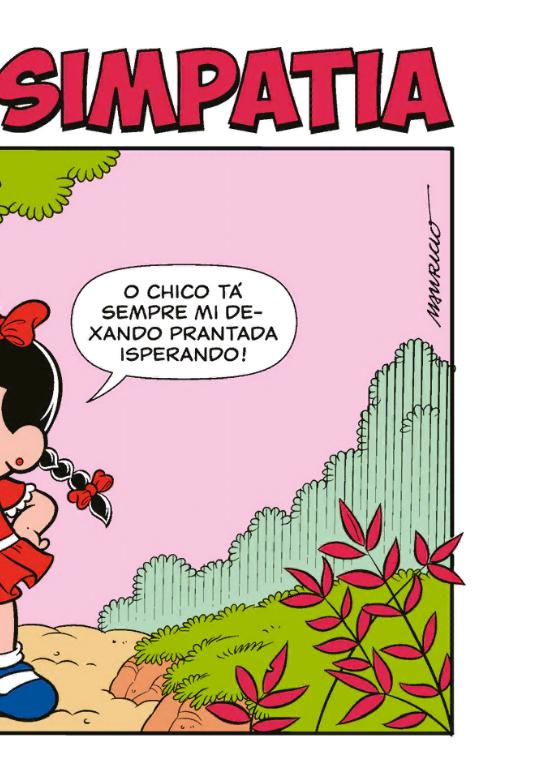 SIMPATIA
O CHICO TÁ
SEMPRE MI DE-
XANDO PRANTADA
ISPERANDO!
MAURICIO